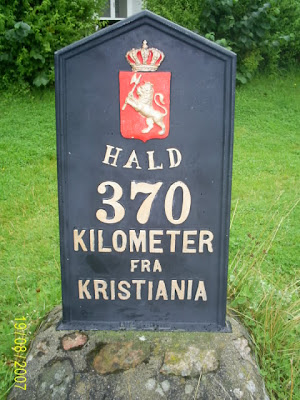 HALD
370
KILOMETER
FRA
KRISTIANIA
19/08/2007